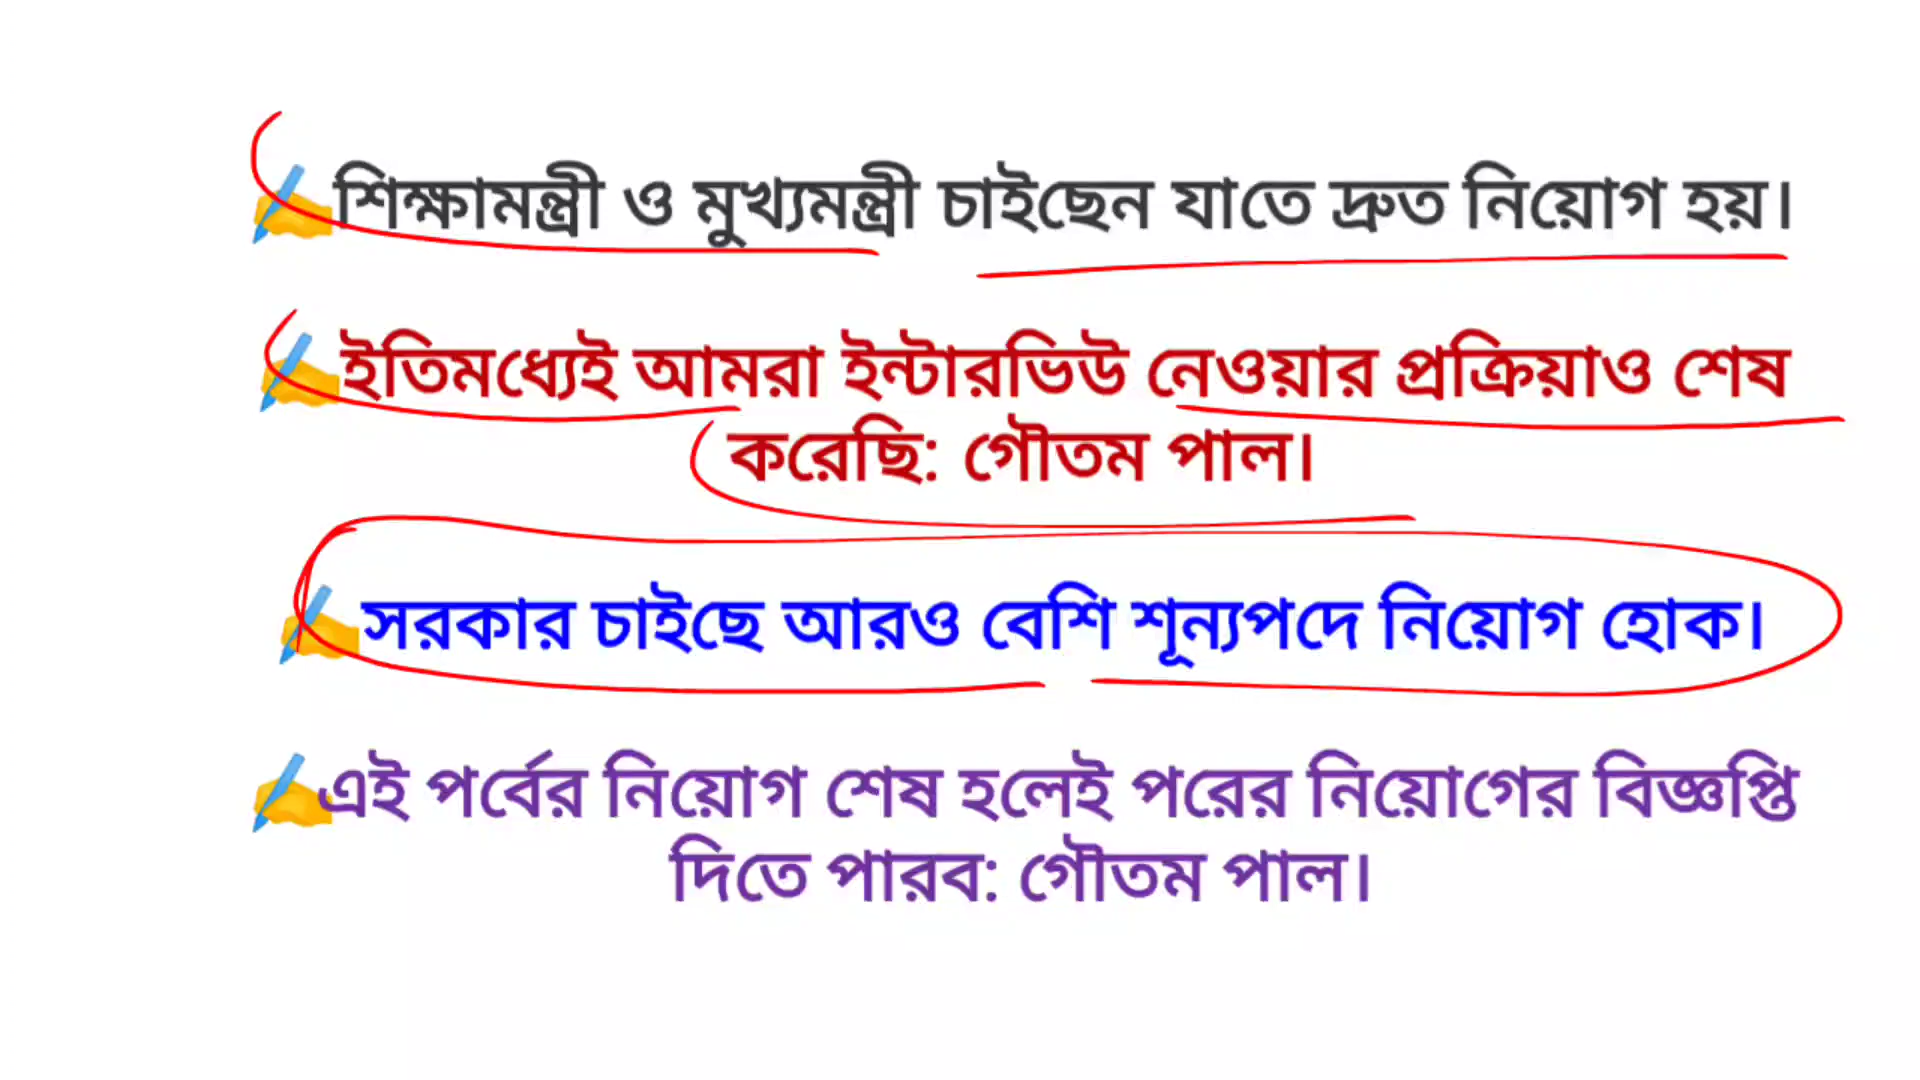 ✍️শিক্ষামন্ত্রী ও মুখ্যমন্ত্রী চাইছেন যাতে দ্রুত নিয়োগ হয়।
✍️ইতিমধ্যেই আমরা ইন্টারভিউ নেওয়ার প্রক্রিয়াও শেষ
করেছি: গৌতম পাল।
✍️সরকার চাইছে আরও বেশি শূন্যপদে নিয়োগ হোক।
✍️এই পর্বের নিয়োগ শেষ হলেই পরের নিয়োগের বিজ্ঞপ্তি
দিতে পারব: গৌতম পাল।